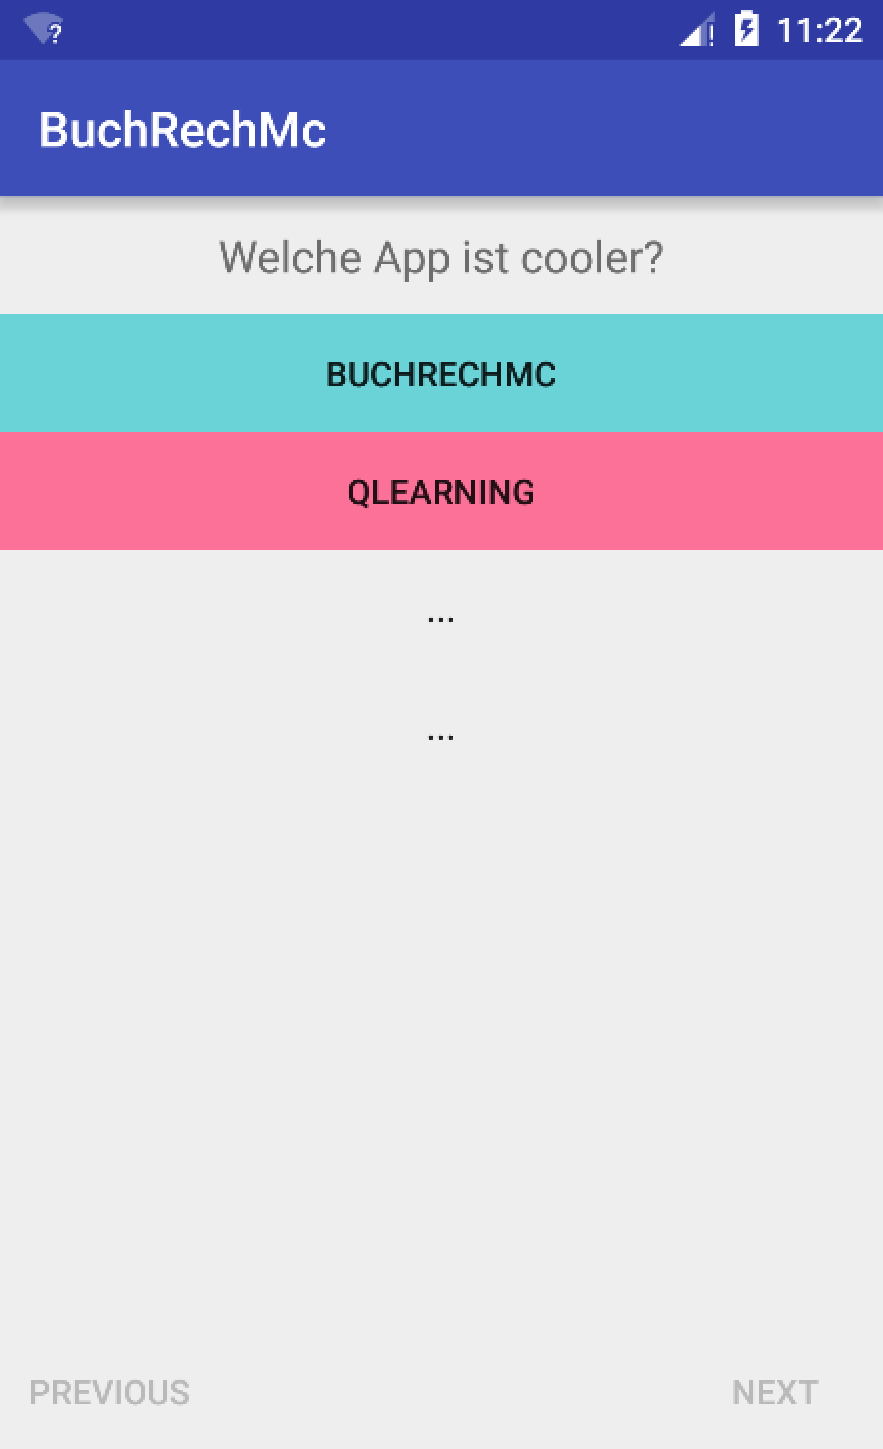 11:22
BuchRechMc
Welche App ist cooler?
BUCHRECHMC
QLEARNING
...
...
PREVIOUS NEXT